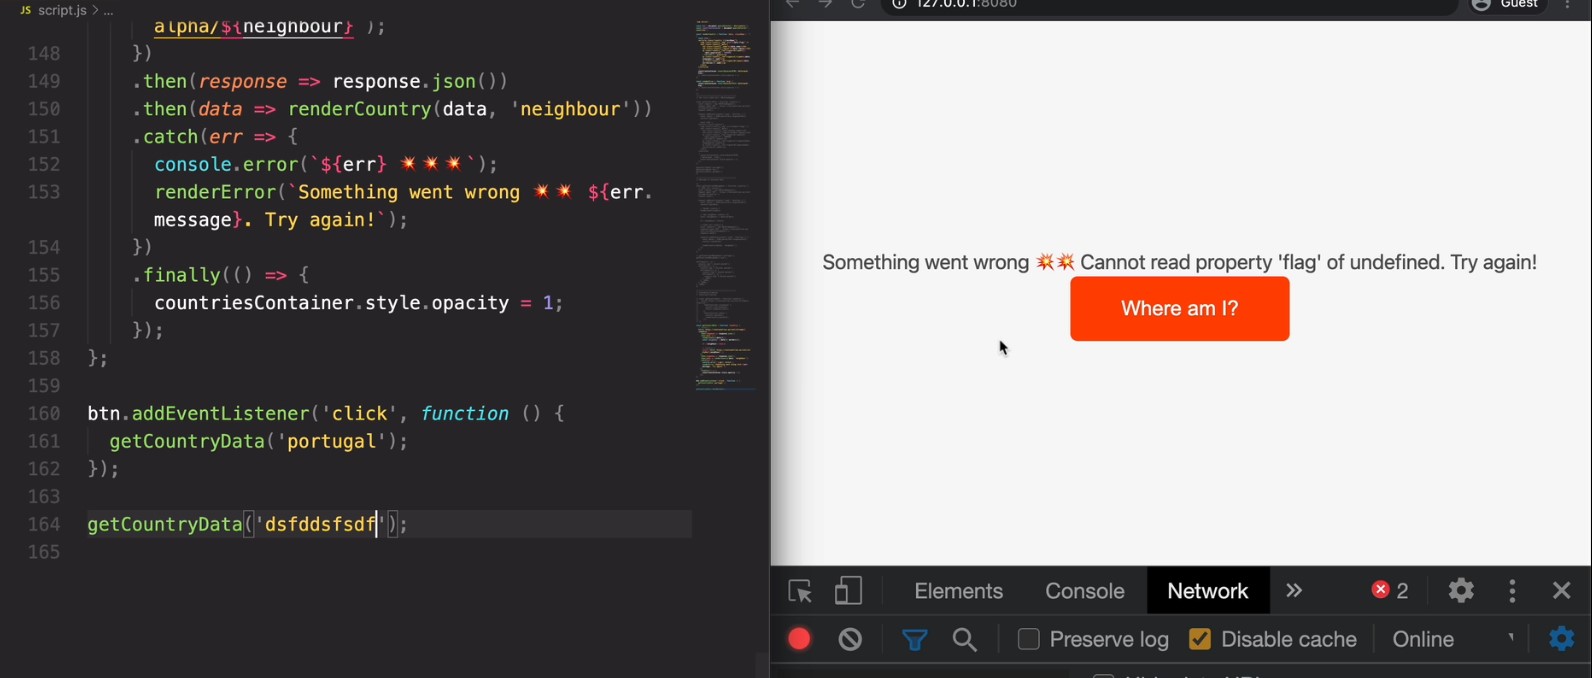 JS script.js > ...
alpha/${neighbour}`);
148 })
149 .then(response => response.json())
150 .then(data => renderCountry(data, 'neighbour'))
151 .catch(err => {
152 console.error(`${err} 💥💥💥`);
153 renderError(`Something went wrong 💥💥 ${err.
message}. Try again!`);
154 })
155 .finally(() => {
156 countriesContainer.style.opacity = 1;
157 });
158 };
159
160 btn.addEventListener('click', function () {
161 getCountryData('portugal');
162 });
163
164 getCountryData('dsfddsfsdf');
165
127.0.0.1:8080
Guest
Something went wrong 💥💥 Cannot read property 'flag' of undefined. Try again!
Where am I?
Elements Console Network » 2
Preserve log Disable cache Online